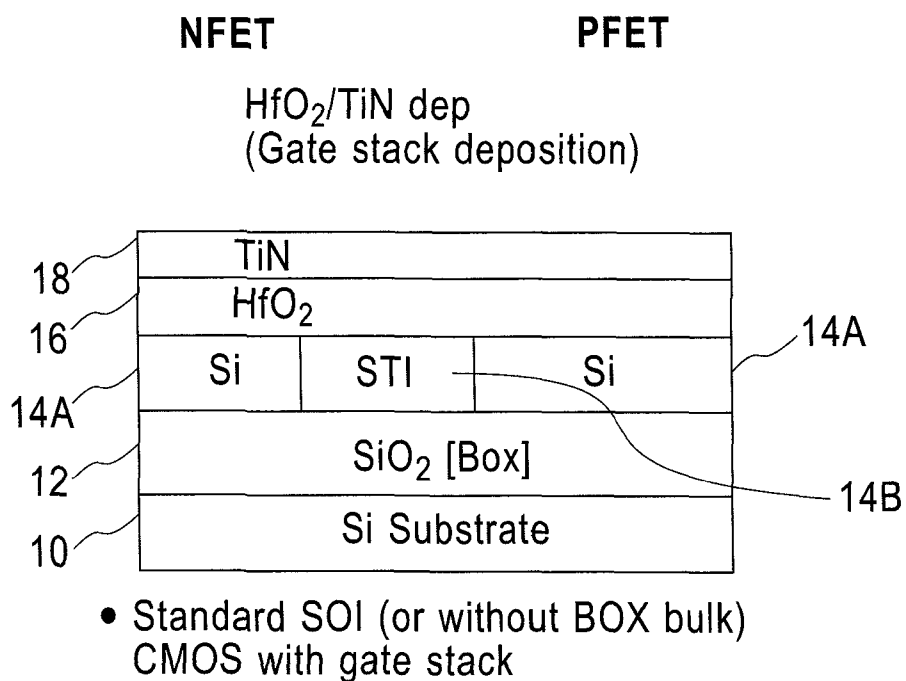 NFET PFET
HfO₂/TiN dep
(Gate stack deposition)
TiN
18
HfO₂
16
Si STI Si
14A
14A
SiO₂ [Box]
12
14B
Si Substrate
10
• Standard SOI (or without BOX bulk)
CMOS with gate stack